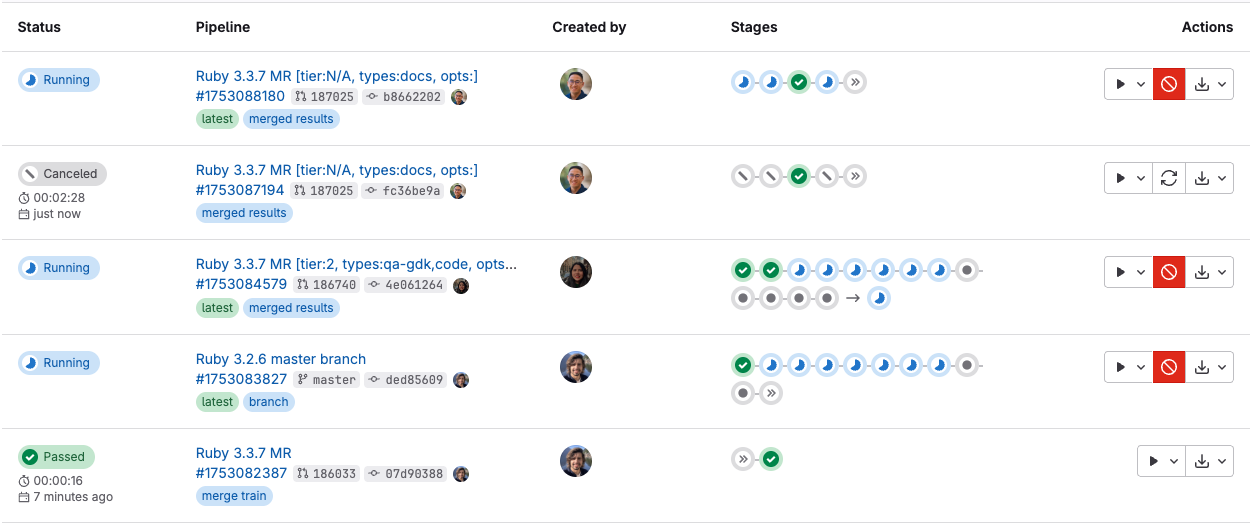 Status Pipeline Created by Stages Actions
Running
Ruby 3.3.7 MR [tier:N/A, types:docs, opts:]
#1753088180 187025 b8662202
latest merged results
Canceled
00:02:28
just now
Ruby 3.3.7 MR [tier:N/A, types:docs, opts:]
#1753087194 187025 fc36be9a
merged results
Running
Ruby 3.3.7 MR [tier:2, types:qa-gdk,code, opts...
#1753084579 186740 4e061264
latest merged results
Running
Ruby 3.2.6 master branch
#1753083827 master ded85609
latest branch
Passed
00:00:16
7 minutes ago
Ruby 3.3.7 MR
#1753082387 186033 07d90388
merge train